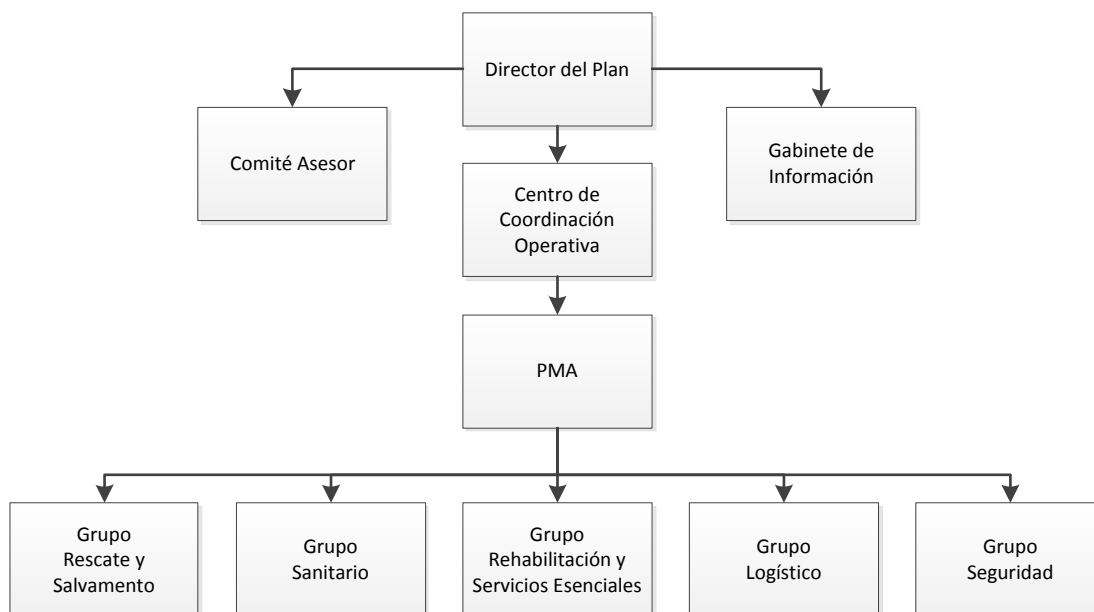 Director del Plan
Comité Asesor
Gabinete de
Información
Centro de
Coordinación
Operativa
PMA
Grupo
Rescate y
Salvamento
Grupo
Sanitario
Grupo
Rehabilitación y
Servicios Esenciales
Grupo
Logístico
Grupo
Seguridad